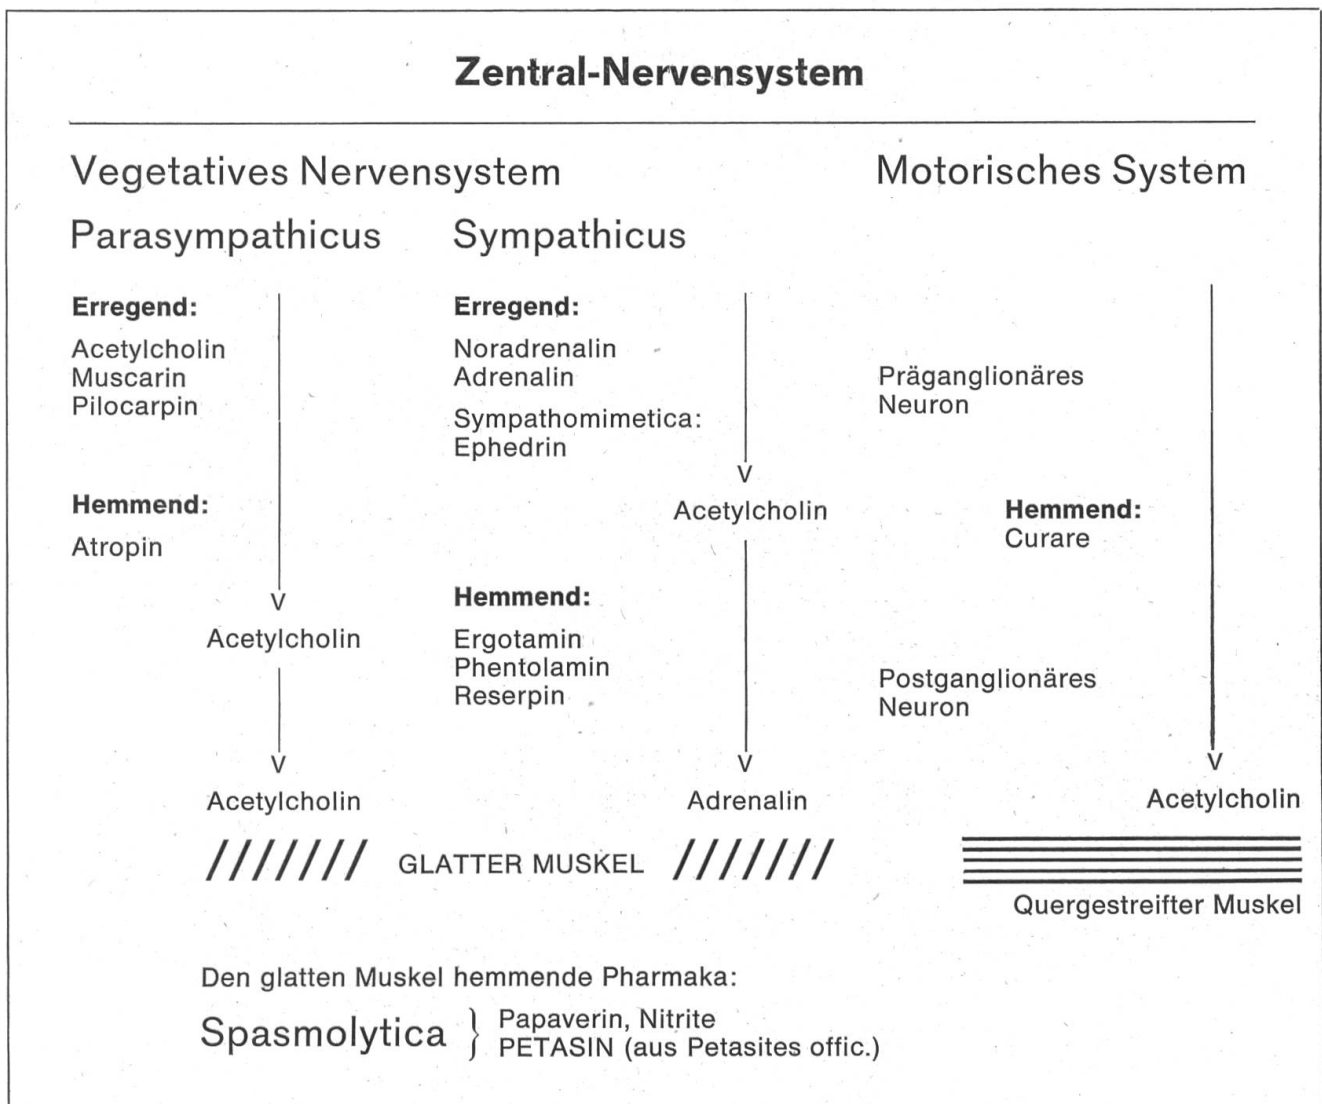 Zentral-Nervensystem
Vegetatives Nervensystem
Motorisches System
Parasympathicus
Sympathicus
Erregend:
Acetylcholin
Muscarin
Pilocarpin
Hemmend:
Atropin
V
Acetylcholin
V
Acetylcholin
Erregend:
Noradrenalin
Adrenalin
Sympathomimetica:
Ephedrin
V
Acetylcholin
Hemmend:
Ergotamin
Phentolamin
Reserpin
V
Adrenalin
Präganglionäres
Neuron
Hemmend:
Curare
Postganglionäres
Neuron
V
Acetylcholin
GLATTER MUSKEL
Quergestreifter Muskel
Den glatten Muskel hemmende Pharmaka:
Spasmolytica } Papaverin, Nitrite
PETASIN (aus Petasites offic.)